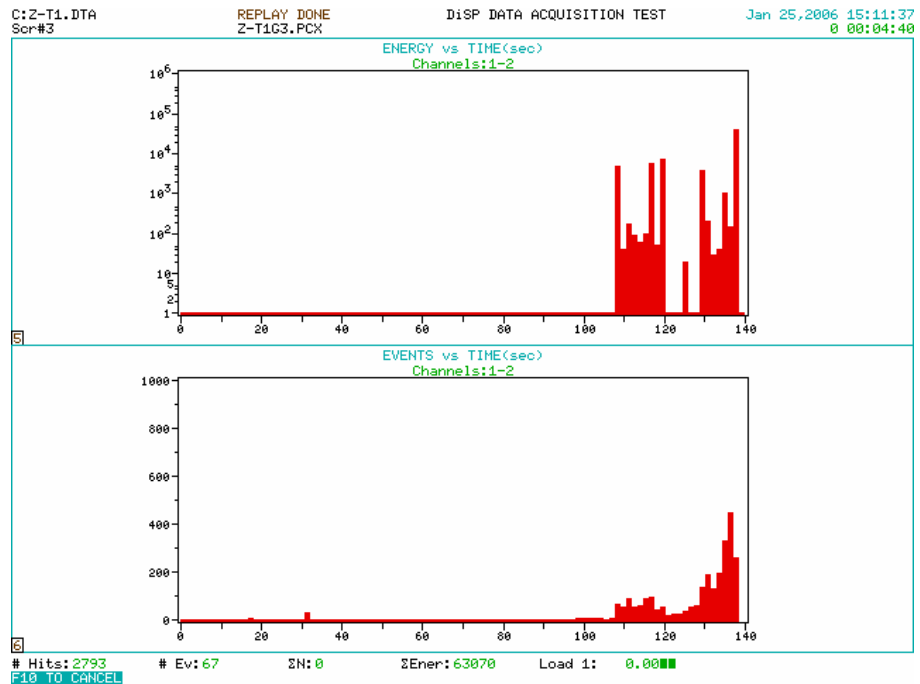 C:Z-T1.DTA REPLAY DONE DiSP DATA ACQUISITION TEST Jan 25,2006 15:11:37
Scr#3 Z-T1G3.PCX 0 00:04:40
ENERGY vs TIME(sec)
Channels:1-2
10^6
10^5
10^4
10^3
10^2
10
5
2
1
0 20 40 60 80 100 120 140
5
EVENTS vs TIME(sec)
Channels:1-2
1000
800
600
400
200
0
0 20 40 60 80 100 120 140
6
# Hits:2793 # Ev:67 ΣN:0 ΣEner:63070 Load 1: 0.00
F10 TO CANCEL